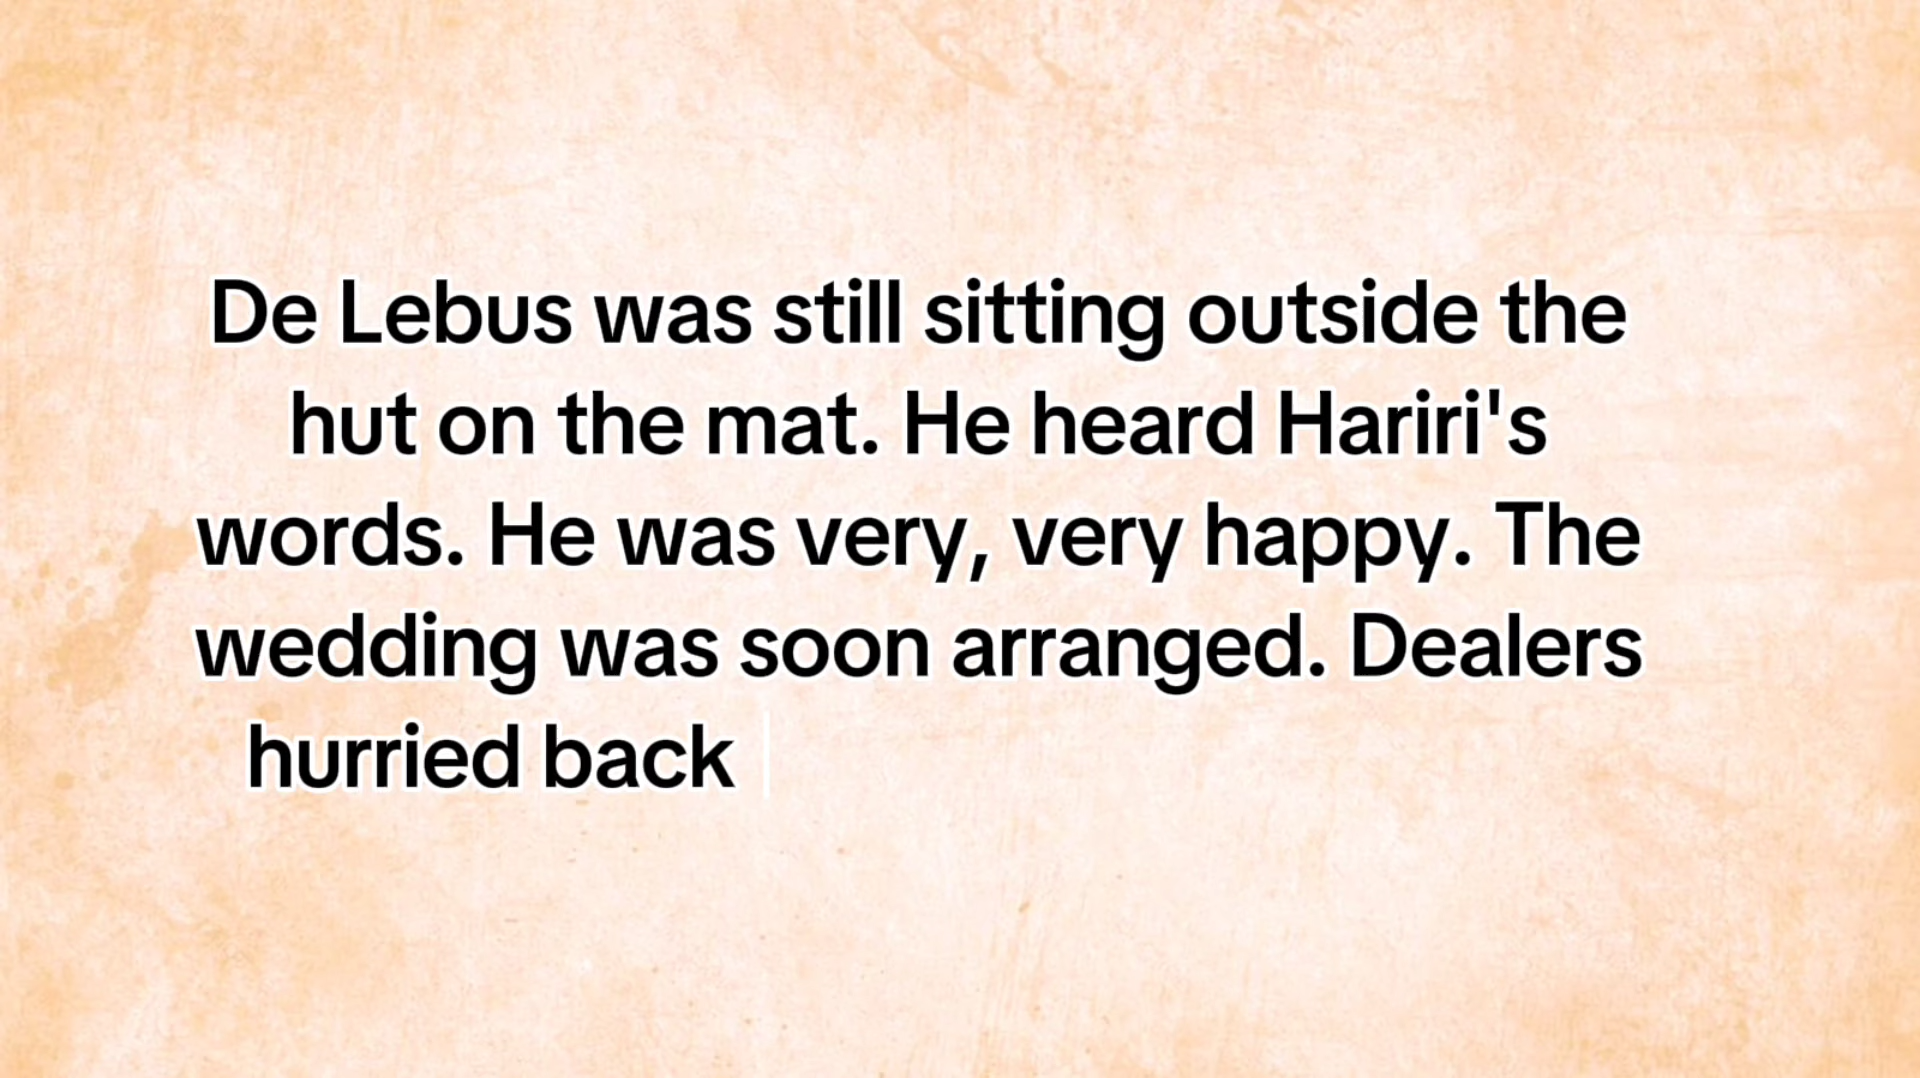 De Lebus was still sitting outside the
hut on the mat. He heard Hariri's
words. He was very, very happy. The
wedding was soon arranged. Dealers
hurried back